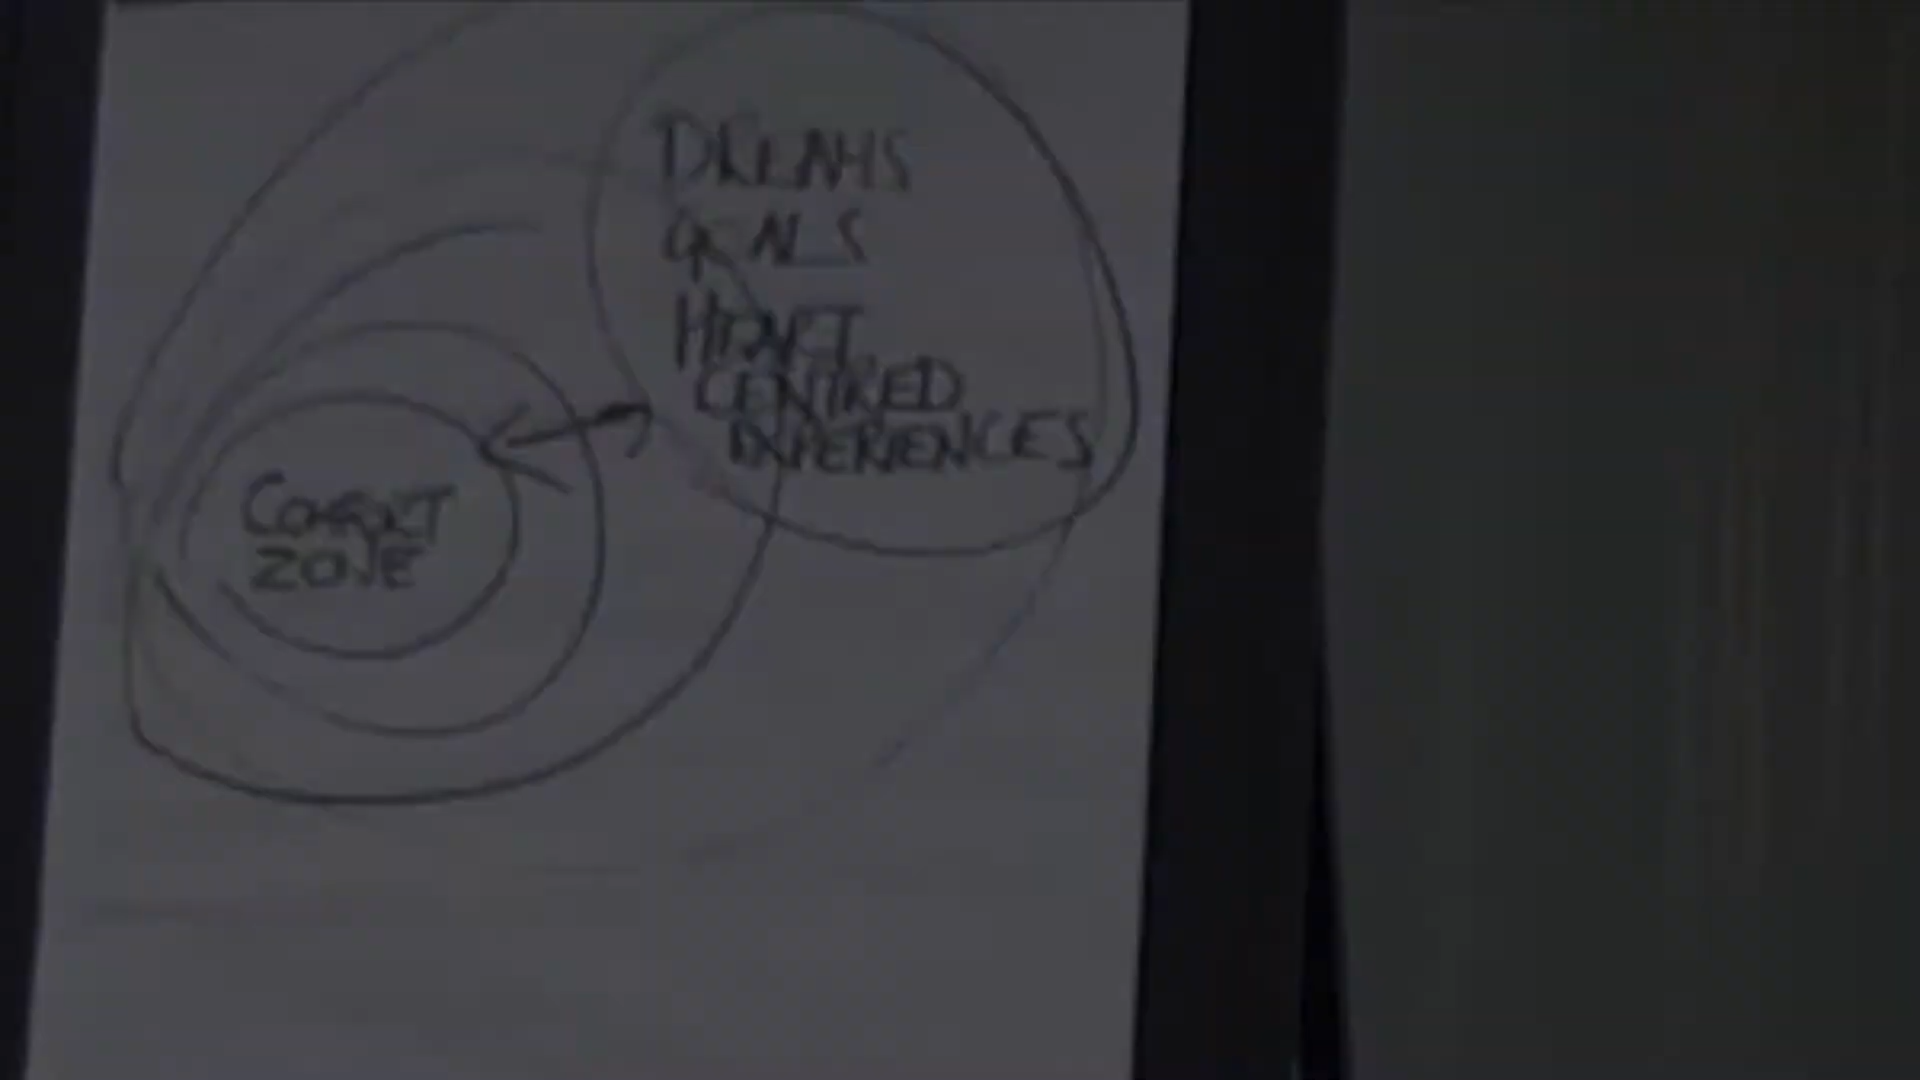 DREAMS
GOALS
HEART
CENTRED
EXPERIENCES
COMFORT
ZONE